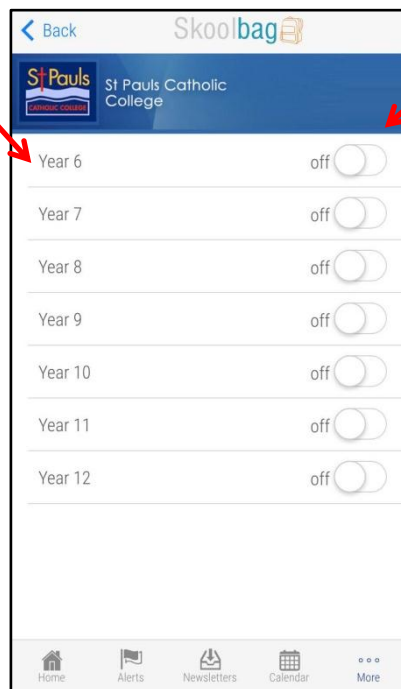 Back
Skoolbag
St Pauls
CATHOLIC COLLEGE
St Pauls Catholic
College
Year 6 off
Year 7 off
Year 8 off
Year 9 off
Year 10 off
Year 11 off
Year 12 off
Home Alerts Newsletters Calendar More